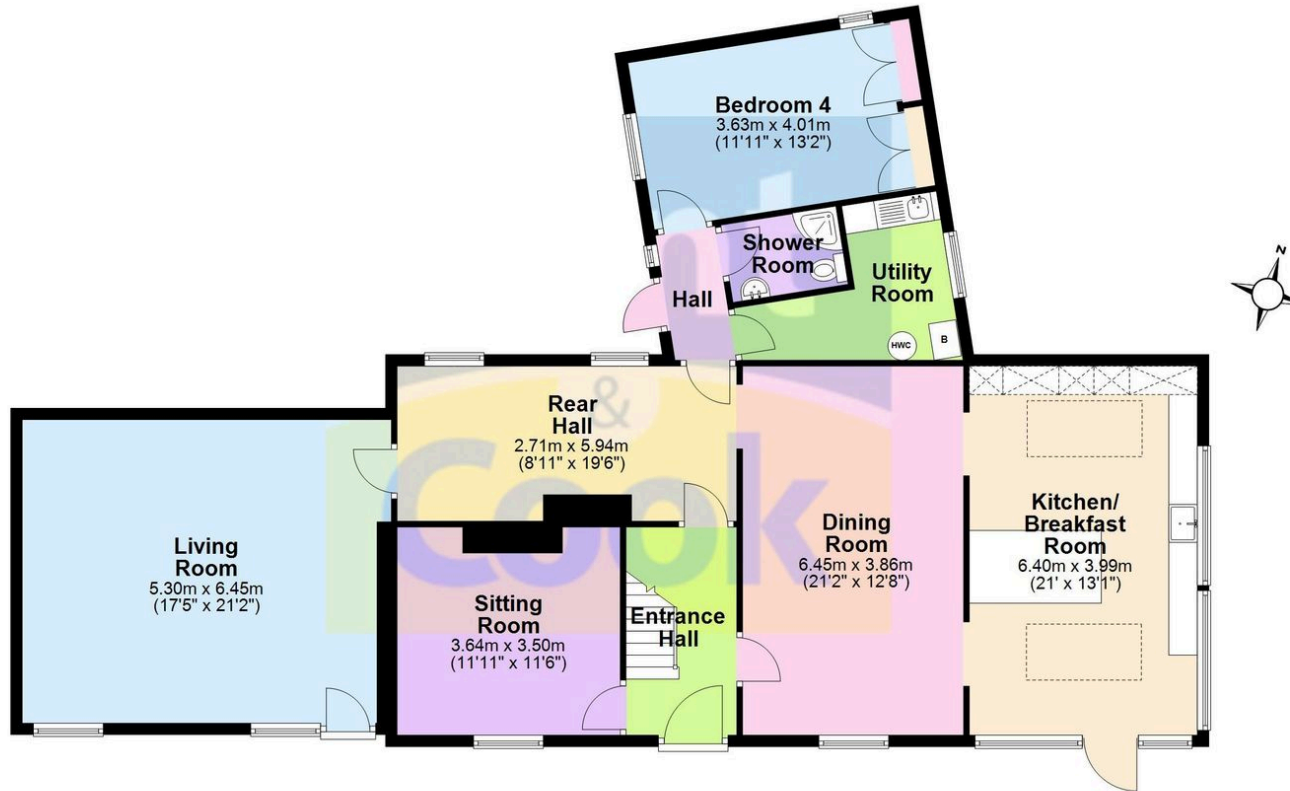 Bedroom 4
3.63m x 4.01m
(11'11" x 13'2")
Shower
Room
Utility
Room
Hall
HWC
B
N
Rear
Hall
2.71m x 5.94m
(8'11" x 19'6")
&
Cook
Living
Room
5.30m x 6.45m
(17'5" x 21'2")
Sitting
Room
3.64m x 3.50m
(11'11" x 11'6")
Entrance
Hall
Dining
Room
6.45m x 3.86m
(21'2" x 12'8")
Kitchen/
Breakfast
Room
6.40m x 3.99m
(21' x 13'1")